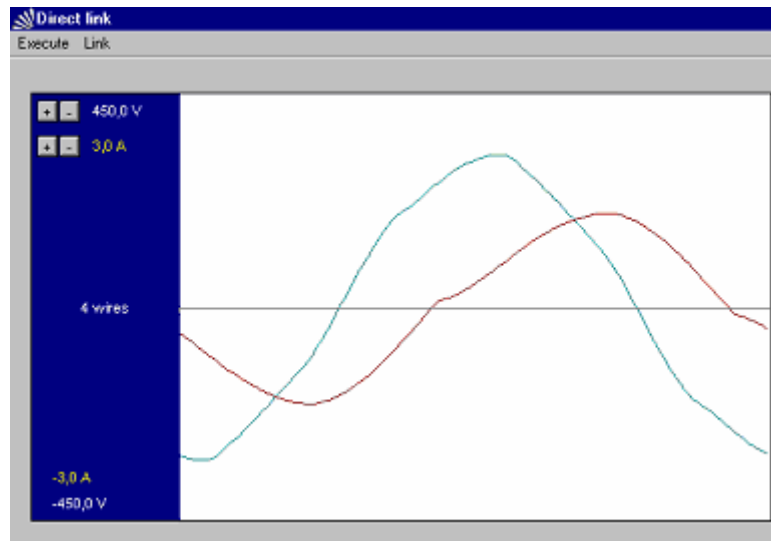 Direct link
Execute Link
+ - 450,0 V
+ - 3,0 A
4 wires
-3,0 A
-450,0 V